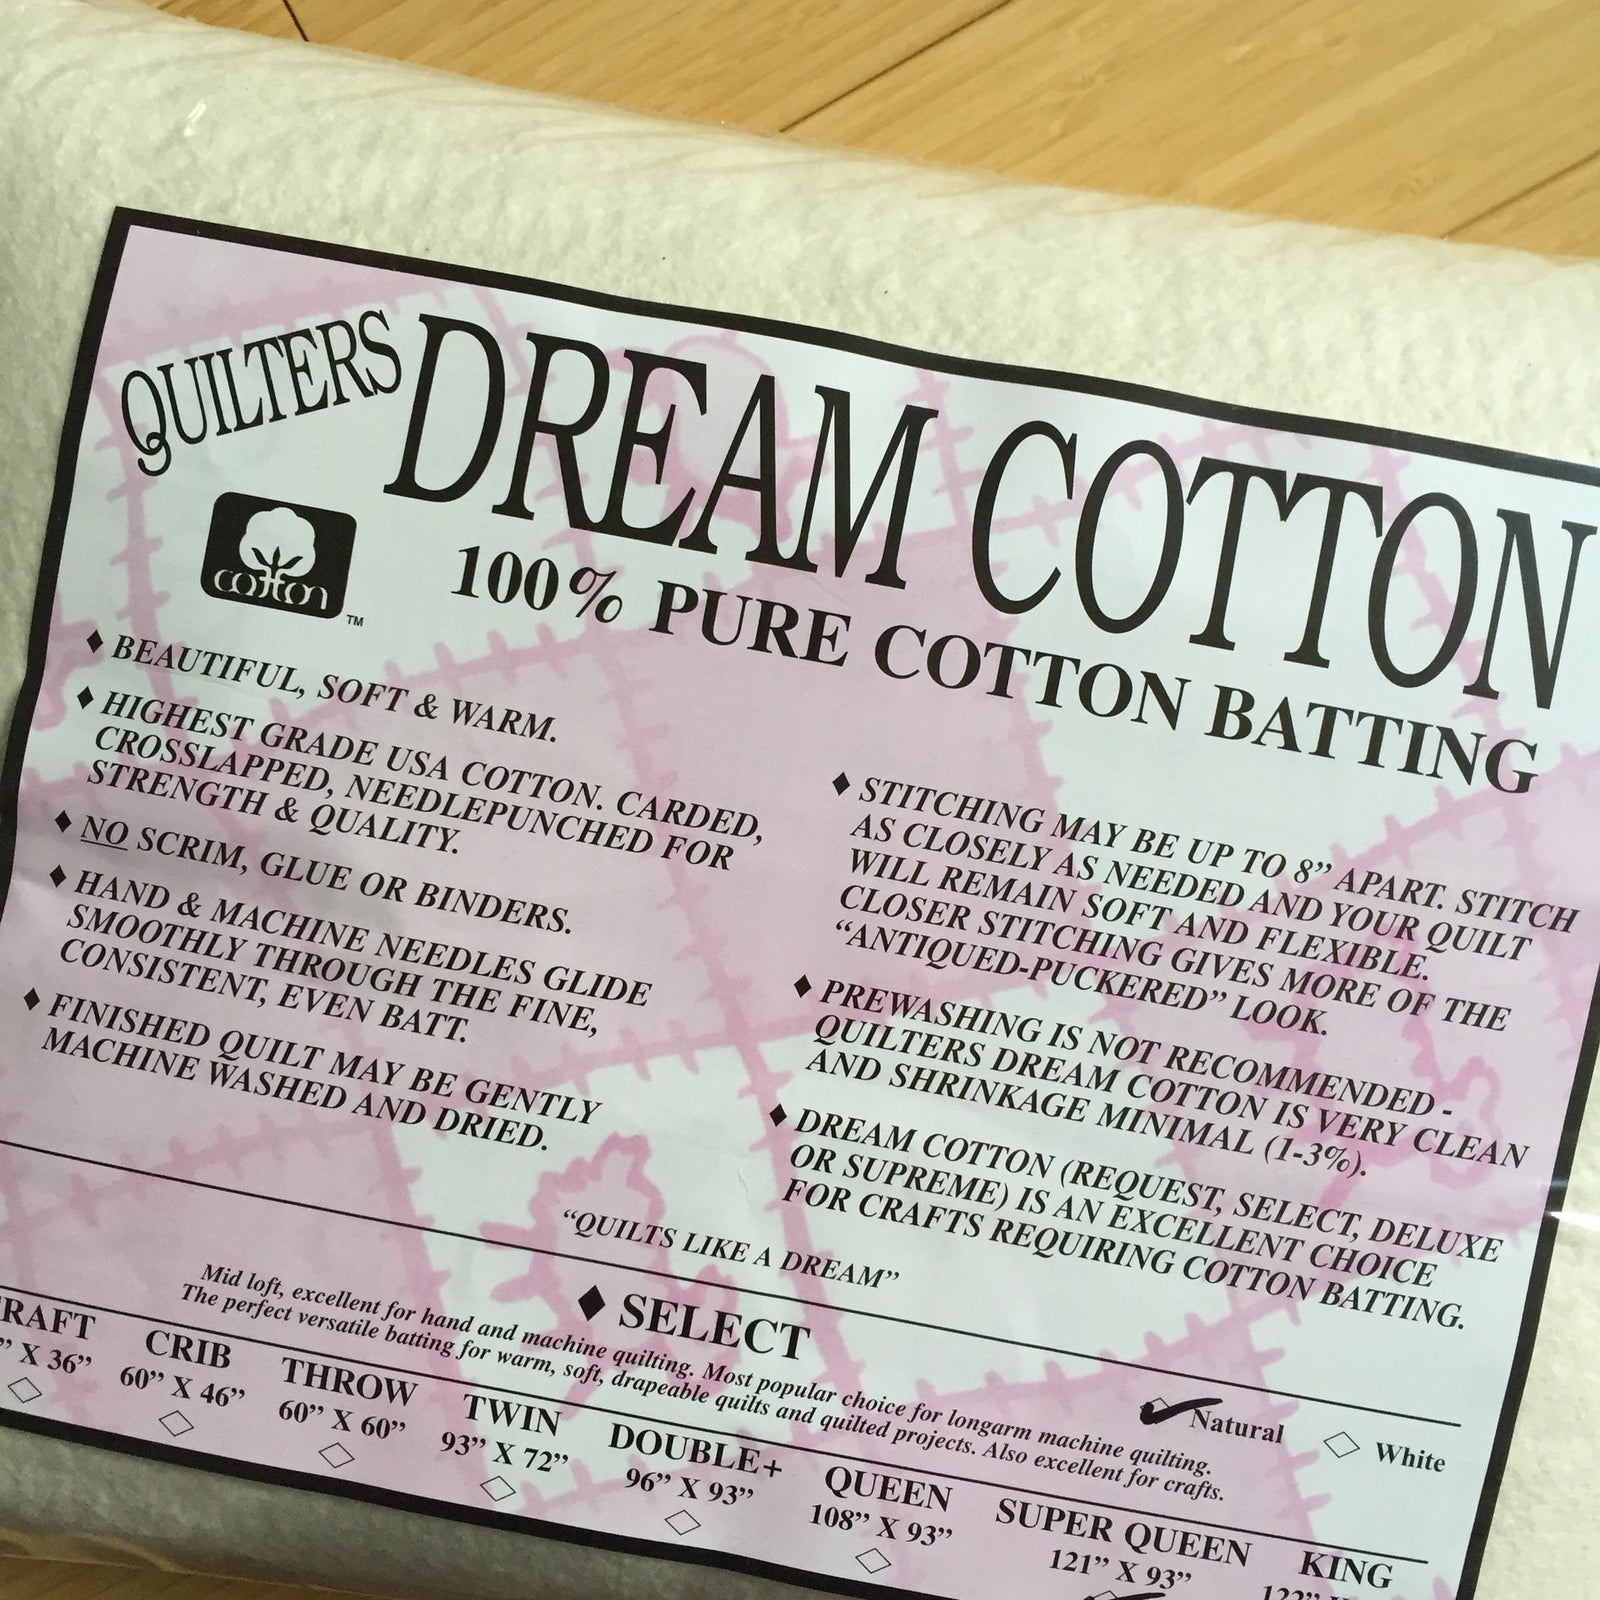 QUILTERS DREAM COTTON
cotton
TM
100% PURE COTTON BATTING
♦ BEAUTIFUL, SOFT & WARM.
♦ HIGHEST GRADE USA COTTON. CARDED,
CROSSLAPPED, NEEDLEPUNCHED FOR
STRENGTH & QUALITY.
♦ NO SCRIM, GLUE OR BINDERS.
♦ HAND & MACHINE NEEDLES GLIDE
SMOOTHLY THROUGH THE FINE,
CONSISTENT, EVEN BATT.
♦ FINISHED QUILT MAY BE GENTLY
MACHINE WASHED AND DRIED.
♦ STITCHING MAY BE UP TO 8” APART. STITCH
AS CLOSELY AS NEEDED AND YOUR QUILT
WILL REMAIN SOFT AND FLEXIBLE.
CLOSER STITCHING GIVES MORE OF THE
“ANTIQUED-PUCKERED” LOOK.
♦ PREWASHING IS NOT RECOMMENDED -
QUILTERS DREAM COTTON IS VERY CLEAN
AND SHRINKAGE MINIMAL (1-3%).
♦ DREAM COTTON (REQUEST, SELECT, DELUXE
OR SUPREME) IS AN EXCELLENT CHOICE
FOR CRAFTS REQUIRING COTTON BATTING.
“QUILTS LIKE A DREAM”
♦ SELECT
Mid loft, excellent for hand and machine quilting. Most popular choice for longarm machine quilting.
The perfect versatile batting for warm, soft, drapeable quilts and quilted projects. Also excellent for crafts.
Natural
White
RAFT
” X 36”
CRIB
60” X 46”
THROW
60” X 60”
TWIN
93” X 72”
DOUBLE+
96” X 93”
QUEEN
108” X 93”
SUPER QUEEN
121” X 93”
KING
122”